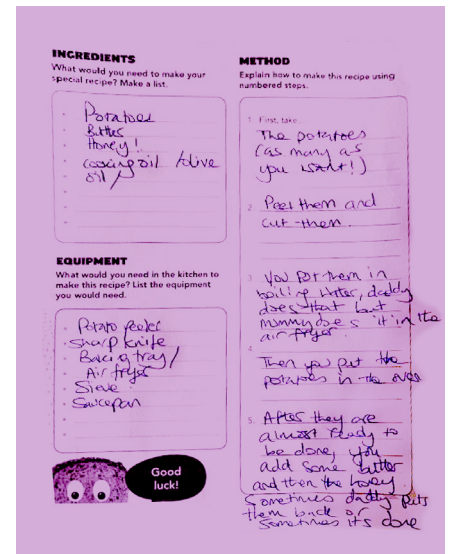 INGREDIENTS
What would you need to make your
special recipe? Make a list.
Potatoes
Butter
Honey!
cooking oil /olive
oil/
EQUIPMENT
What would you need in the kitchen to
make this recipe? List the equipment
you would need.
Potato peeler
sharp knife
Baking tray/
Air fryer
Sieve
Saucepan
Good
luck!
METHOD
Explain how to make this recipe using
numbered steps.
1. First, take...
The potatoes
(as many as
you want!)
2. Peel them and
cut them.
3. You put them in
boiling water, daddy
does that but
mommy does it in the
air fryer
4.
Then you put the
potatoes in the oven
5. After they are
almost ready to
be done, you
add some butter
and then the honey
Sometimes daddy puts
them back or
sometimes it's done